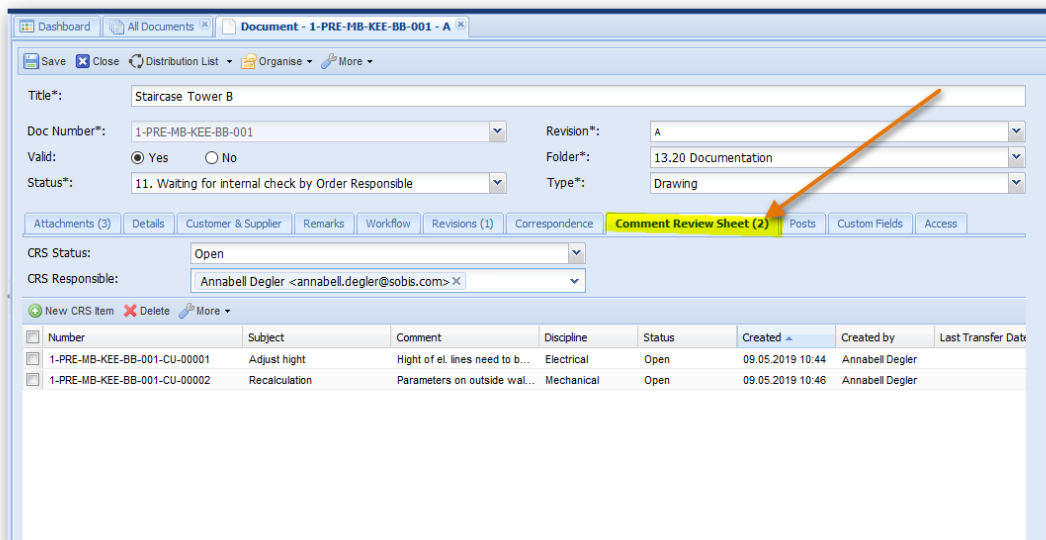 Dashboard All Documents Document - 1-PRE-MB-KEE-BB-001 - A
Save Close Distribution List Organise More
Title*: Staircase Tower B
Doc Number*: 1-PRE-MB-KEE-BB-001 Revision*: A
Valid: Yes No Folder*: 13.20 Documentation
Status*: 11. Waiting for internal check by Order Responsible Type*: Drawing
Attachments (3) Details Customer & Supplier Remarks Workflow Revisions (1) Correspondence Comment Review Sheet (2) Posts Custom Fields Access
CRS Status: Open
CRS Responsible: Annabell Degler <annabell.degler@sobis.com>
New CRS Item Delete More
Number Subject Comment Discipline Status Created Created by Last Transfer Date
1-PRE-MB-KEE-BB-001-CU-00001 Adjust hight Hight of el. lines need to b... Electrical Open 09.05.2019 10:44 Annabell Degler
1-PRE-MB-KEE-BB-001-CU-00002 Recalculation Parameters on outside wal... Mechanical Open 09.05.2019 10:46 Annabell Degler